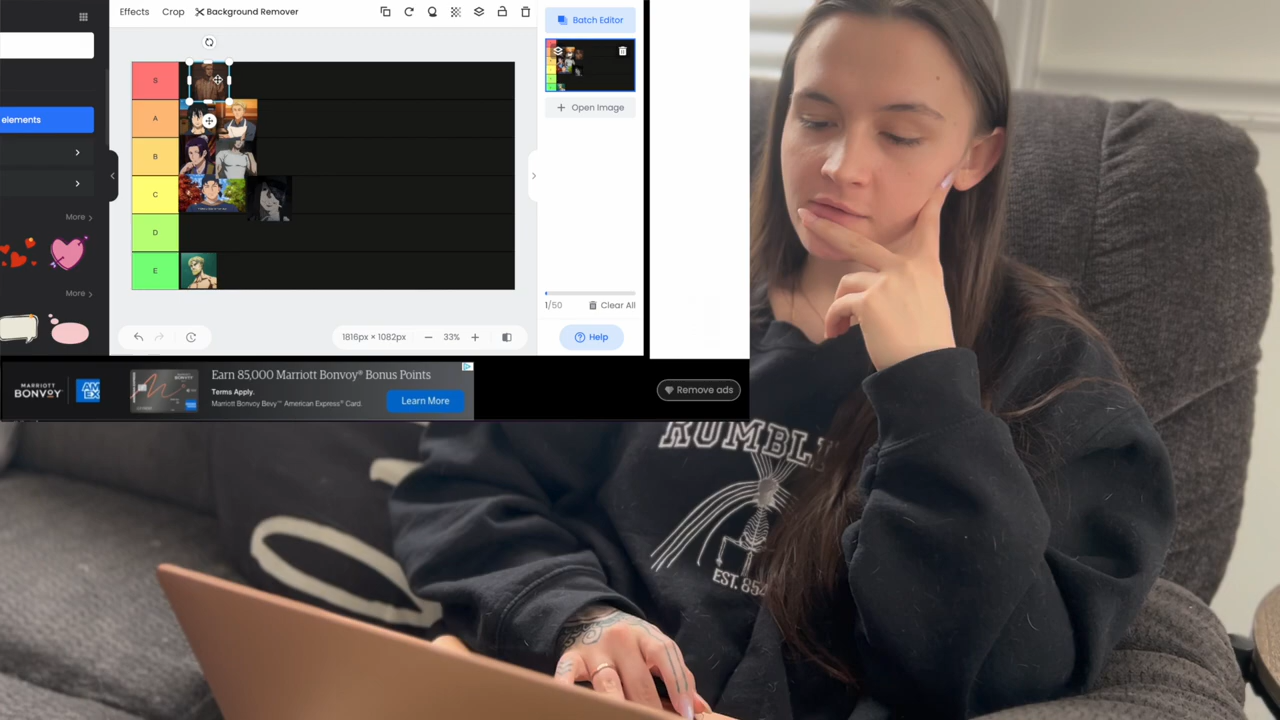 Effects Crop Background Remover
Batch Editor
elements
Open Image
S
A
B
C
D
E
More
More
1/50 Clear All
1816px × 1082px 33%
Help
MARRIOTT
BONVOY
AM
EX
Earn 85,000 Marriott Bonvoy® Bonus Points
Terms Apply.
Marriott Bonvoy Bevy™ American Express® Card.
Learn More
Remove ads
RUMBLI
EST. 854